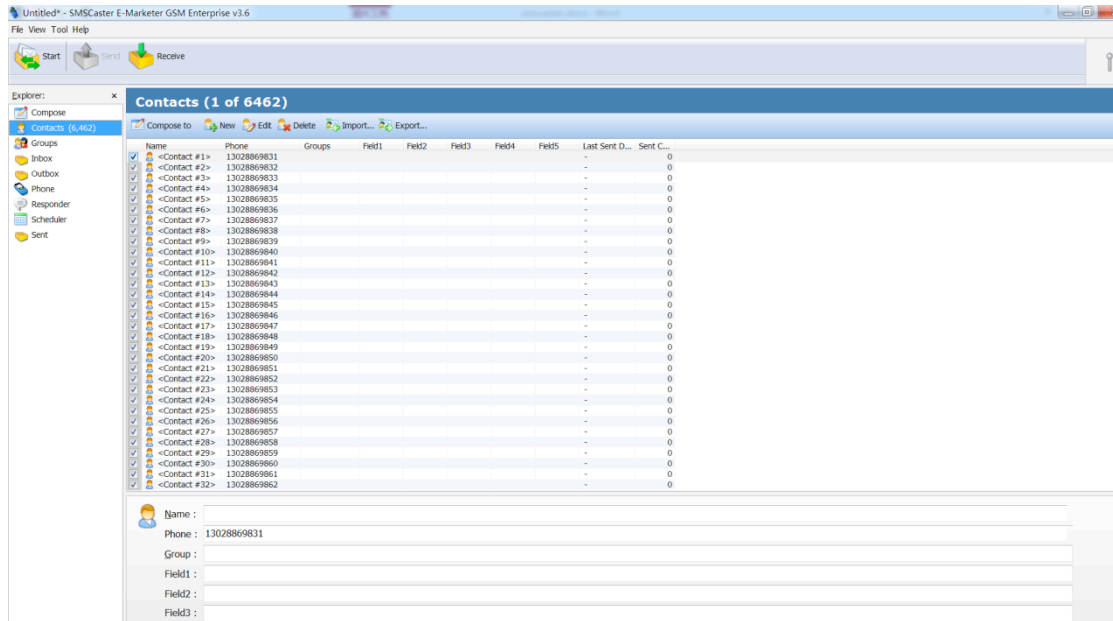 Untitled* - SMSCaster E-Marketer GSM Enterprise v3.6
File View Tool Help
Start Send Receive
Explorer: x
Compose
Contacts (6,462)
Groups
Inbox
Outbox
Phone
Responder
Scheduler
Sent
Contacts (1 of 6462)
Compose to New Edit Delete Import... Export...
Name Phone Groups Field1 Field2 Field3 Field4 Field5 Last Sent D... Sent C...
<Contact #1> 13028869831 - 0
<Contact #2> 13028869832 - 0
<Contact #3> 13028869833 - 0
<Contact #4> 13028869834 - 0
<Contact #5> 13028869835 - 0
<Contact #6> 13028869836 - 0
<Contact #7> 13028869837 - 0
<Contact #8> 13028869838 - 0
<Contact #9> 13028869839 - 0
<Contact #10> 13028869840 - 0
<Contact #11> 13028869841 - 0
<Contact #12> 13028869842 - 0
<Contact #13> 13028869843 - 0
<Contact #14> 13028869844 - 0
<Contact #15> 13028869845 - 0
<Contact #16> 13028869846 - 0
<Contact #17> 13028869847 - 0
<Contact #18> 13028869848 - 0
<Contact #19> 13028869849 - 0
<Contact #20> 13028869850 - 0
<Contact #21> 13028869851 - 0
<Contact #22> 13028869852 - 0
<Contact #23> 13028869853 - 0
<Contact #24> 13028869854 - 0
<Contact #25> 13028869855 - 0
<Contact #26> 13028869856 - 0
<Contact #27> 13028869857 - 0
<Contact #28> 13028869858 - 0
<Contact #29> 13028869859 - 0
<Contact #30> 13028869860 - 0
<Contact #31> 13028869861 - 0
<Contact #32> 13028869862 - 0
Name :
Phone : 13028869831
Group :
Field1 :
Field2 :
Field3 :